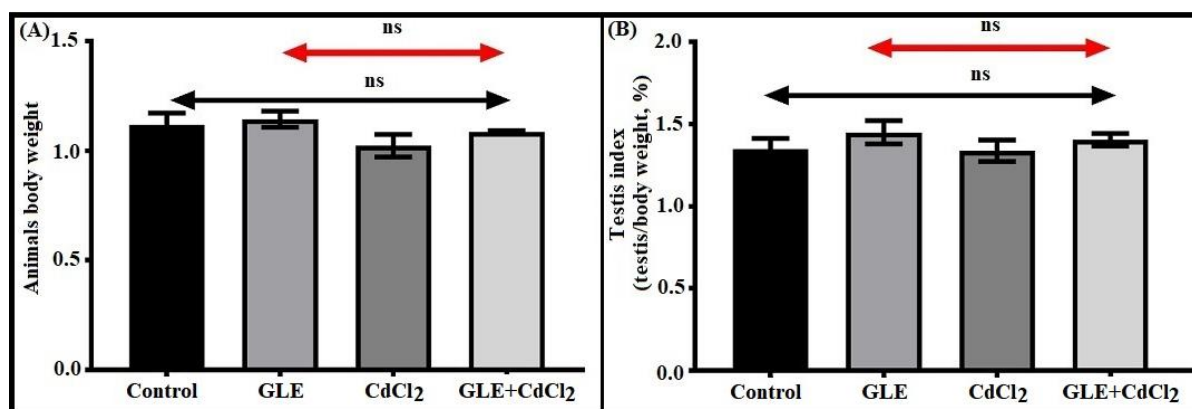 (A)
ns
ns
Animals body weight
1.5
1.0
0.5
0.0
Control GLE CdCl₂ GLE+CdCl₂
(B)
ns
ns
Testis index
(testis/body weight, %)
2.0
1.5
1.0
0.5
0.0
Control GLE CdCl₂ GLE+CdCl₂